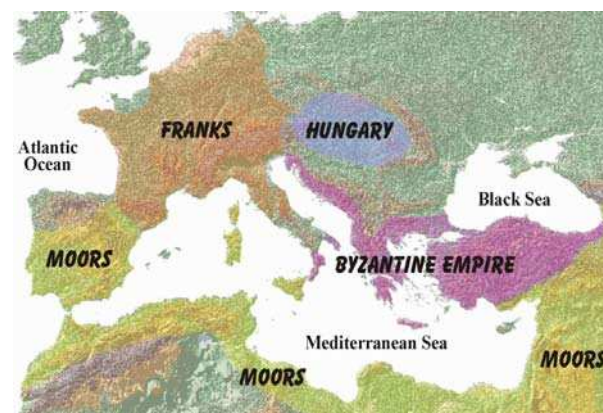 FRANKS
HUNGARY
Atlantic
Ocean
Black Sea
MOORS
BYZANTINE EMPIRE
Mediterranean Sea
MOORS
MOORS